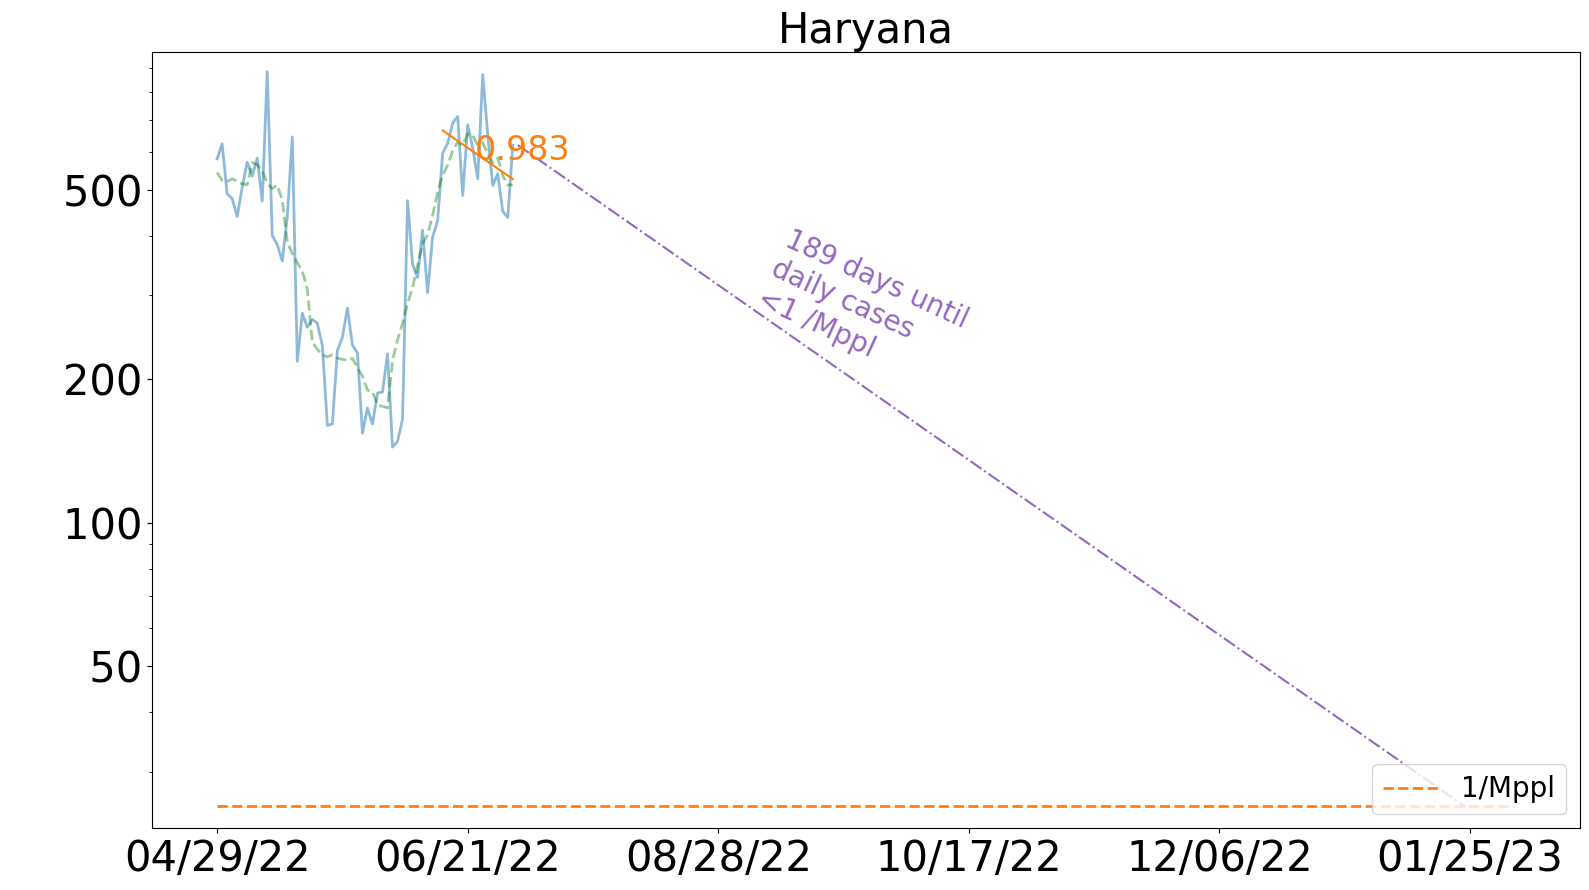 Haryana
0.983
500
189 days until
daily cases
<1 /Mppl
200
100
50
1/Mppl
04/29/22
06/21/22
08/28/22
10/17/22
12/06/22
01/25/23